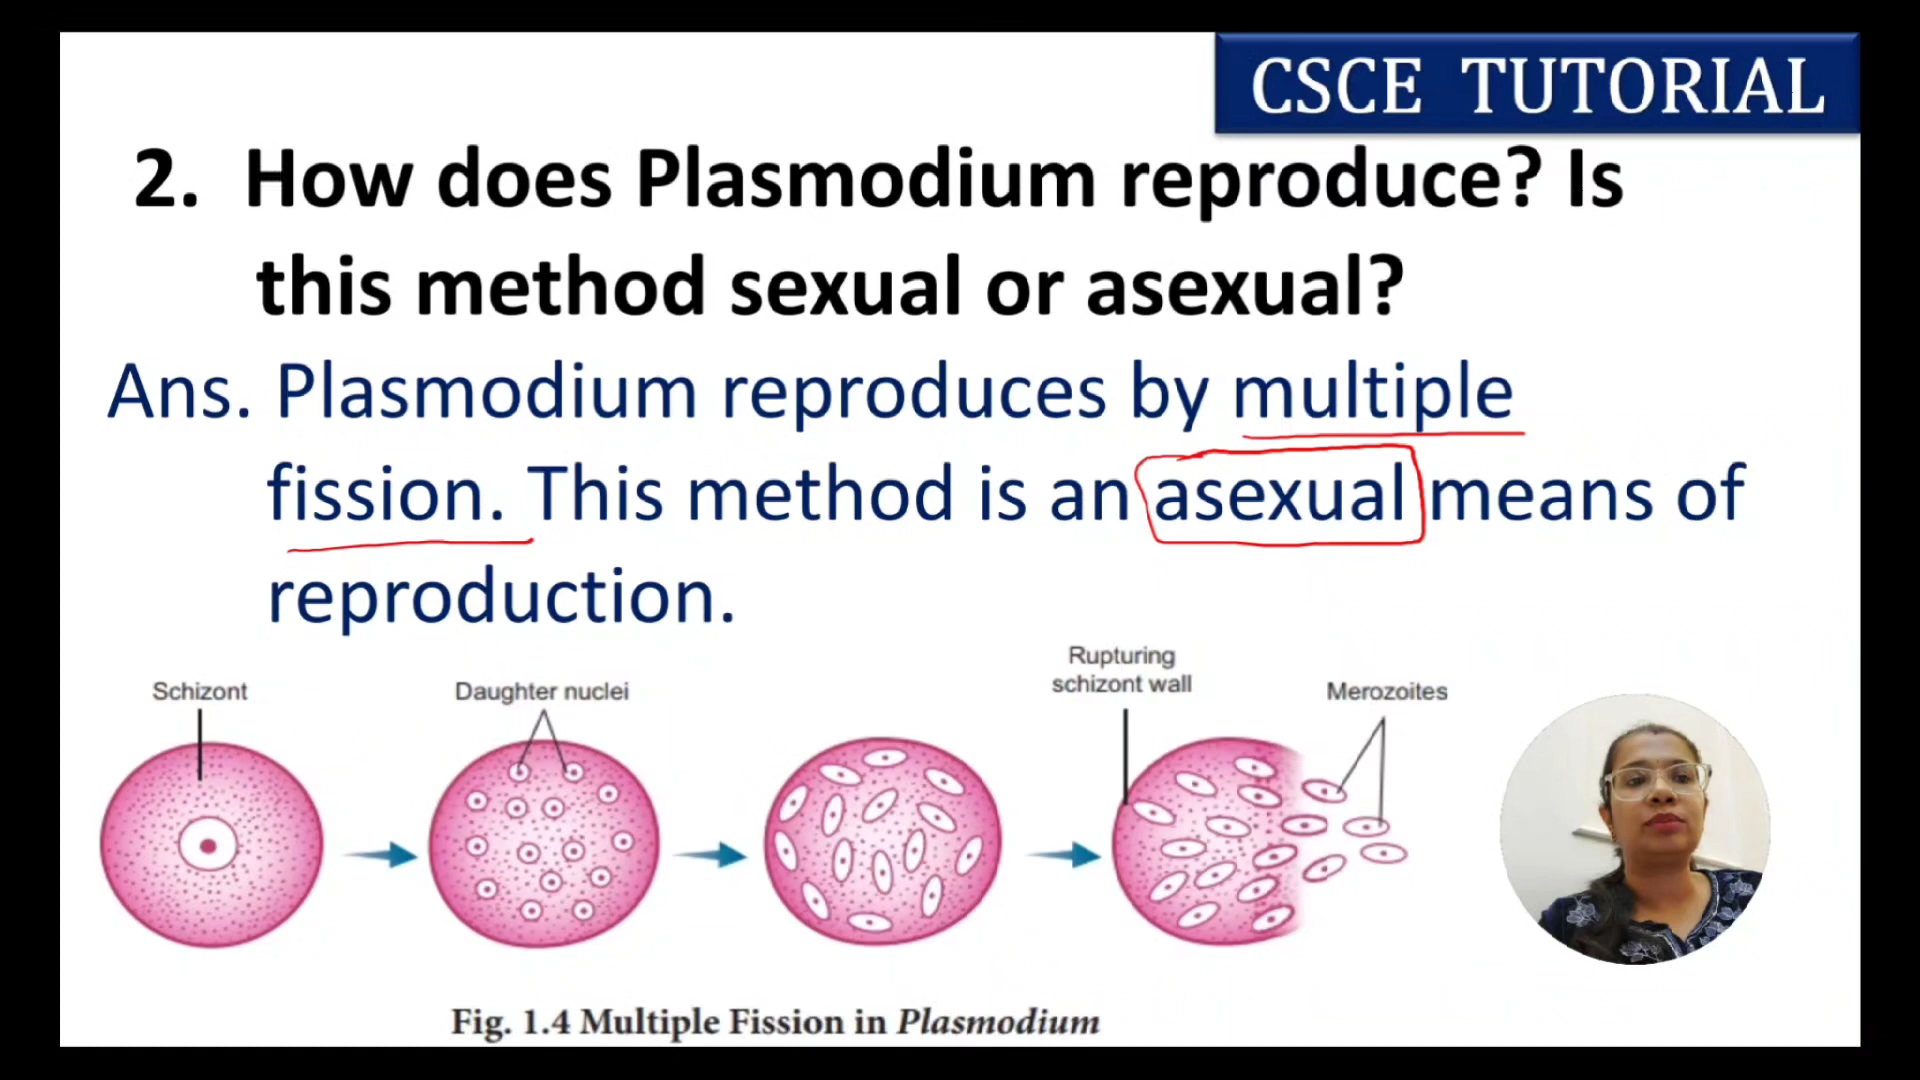 CSCE TUTORIAL
2. How does Plasmodium reproduce? Is
this method sexual or asexual?
Ans. Plasmodium reproduces by multiple
fission. This method is an asexual means of
reproduction.
Schizont
Daughter nuclei
Rupturing
schizont wall
Merozoites
Fig. 1.4 Multiple Fission in Plasmodium